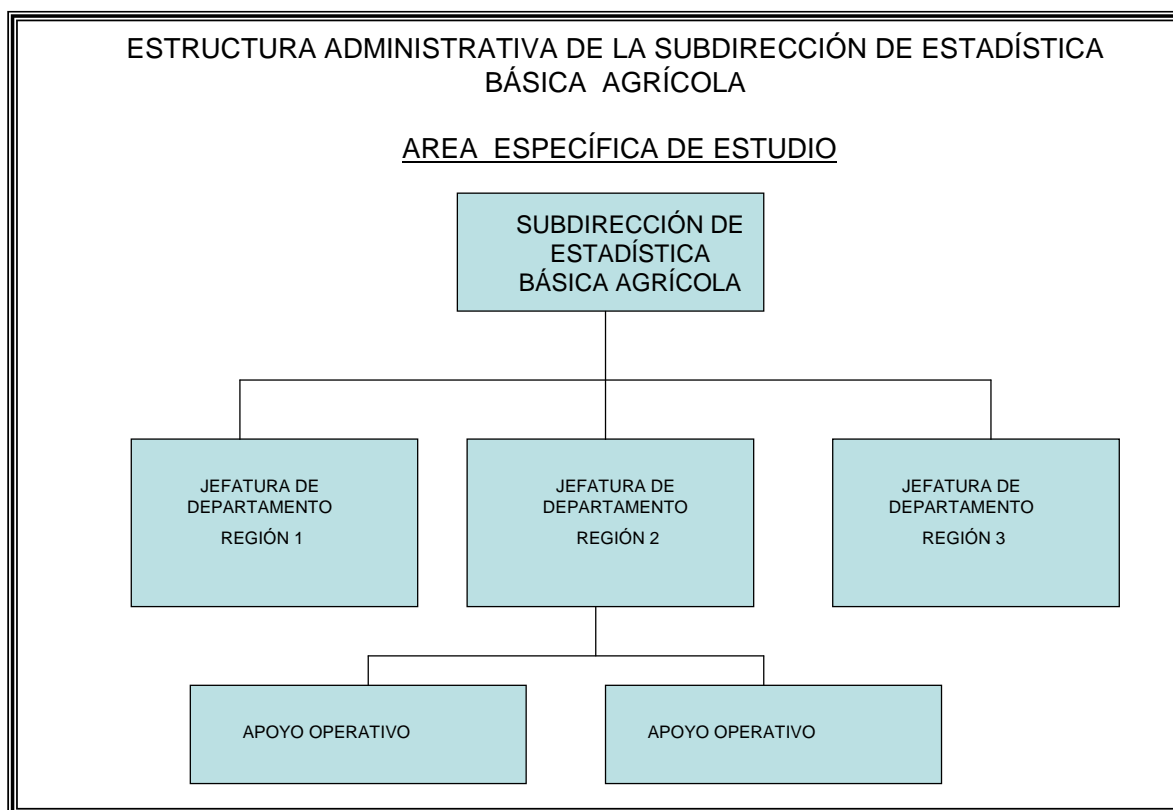 ESTRUCTURA ADMINISTRATIVA DE LA SUBDIRECCIÓN DE ESTADÍSTICA
BÁSICA AGRÍCOLA
AREA ESPECÍFICA DE ESTUDIO
SUBDIRECCIÓN DE
ESTADÍSTICA
BÁSICA AGRÍCOLA
JEFATURA DE
DEPARTAMENTO
REGIÓN 1
JEFATURA DE
DEPARTAMENTO
REGIÓN 2
JEFATURA DE
DEPARTAMENTO
REGIÓN 3
APOYO OPERATIVO
APOYO OPERATIVO